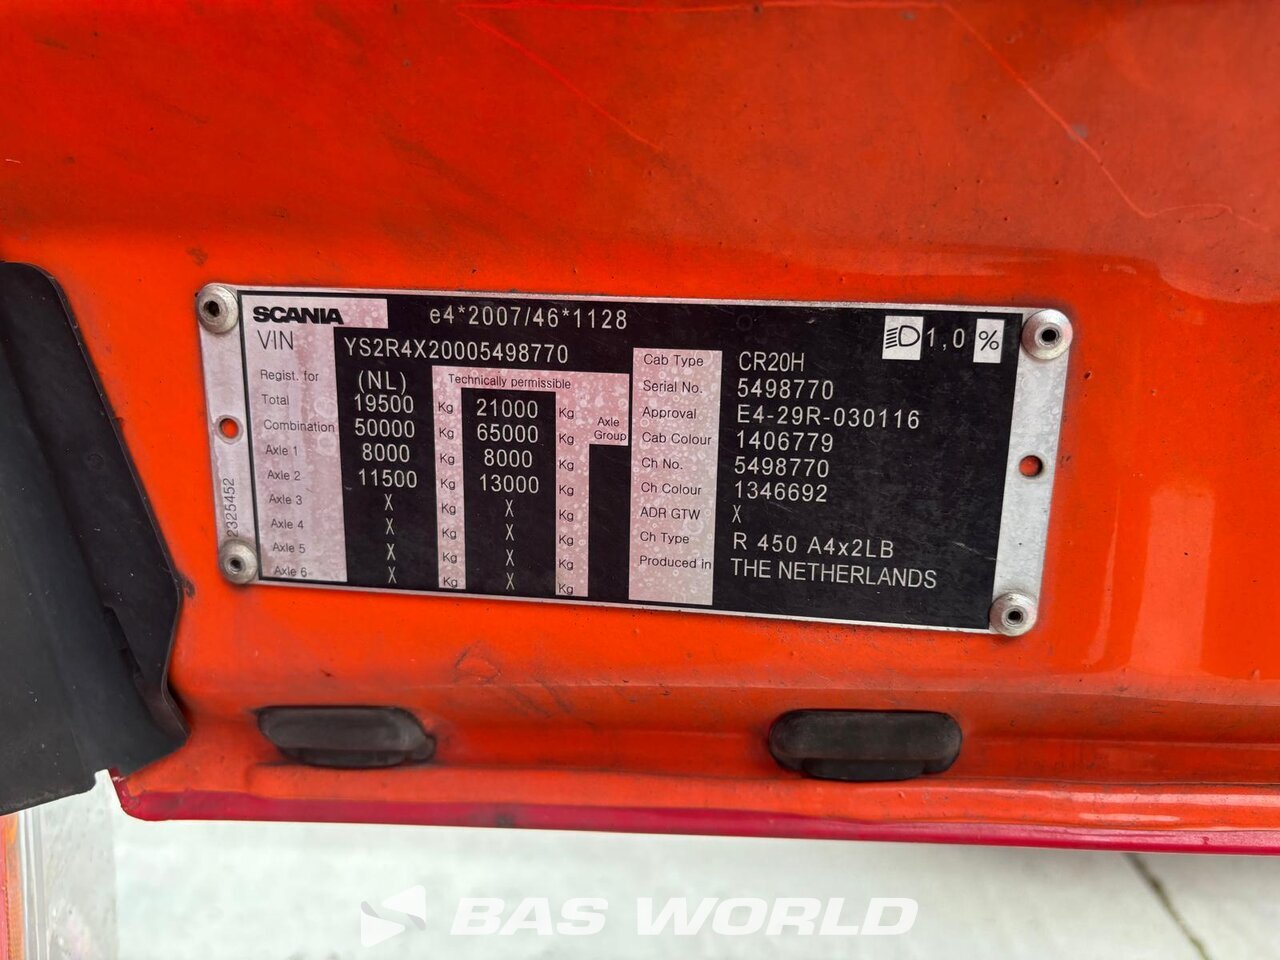 SCANIA e4*2007/46*1128
VIN YS2R4X20005498770
1,0 %
Regist. for (NL) Technically permissible
Total 19500 Kg 21000 Kg
Combination 50000 Kg 65000 Kg Axle Group
Axle 1 8000 Kg 8000 Kg
Axle 2 11500 Kg 13000 Kg
Axle 3 X Kg X Kg
Axle 4 X Kg X Kg
Axle 5 X Kg X Kg
Axle 6 X Kg X Kg
2325452
Cab Type CR20H
Serial No. 5498770
Approval E4-29R-030116
Cab Colour 1406779
Ch No. 5498770
Ch Colour 1346692
ADR GTW X
Ch Type R 450 A4x2LB
Produced in THE NETHERLANDS
BAS WORLD